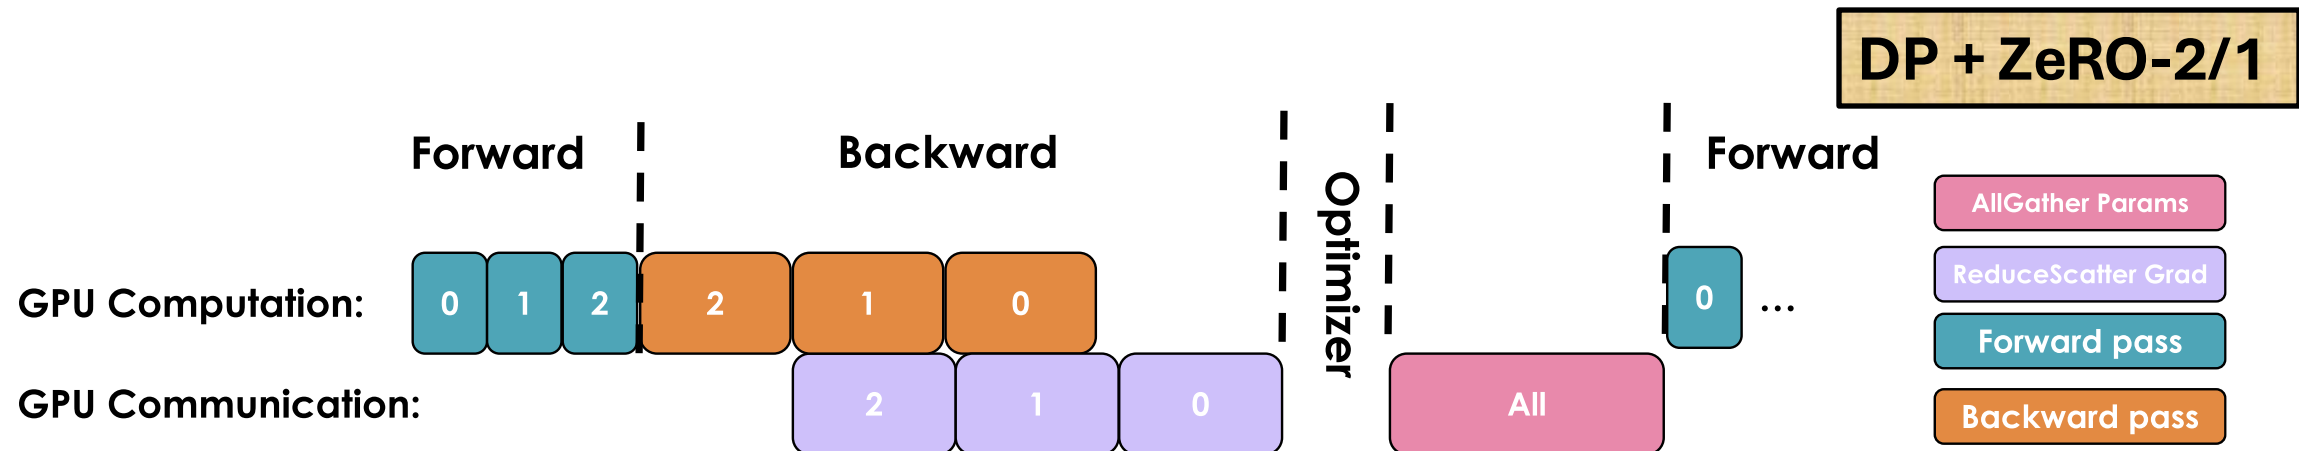 DP + ZeRO-2/1
Forward
Backward
Optimizer
Forward
AllGather Params
ReduceScatter Grad
Forward pass
Backward pass
GPU Computation:
0
1
2
2
1
0
0
...
GPU Communication:
2
1
0
All